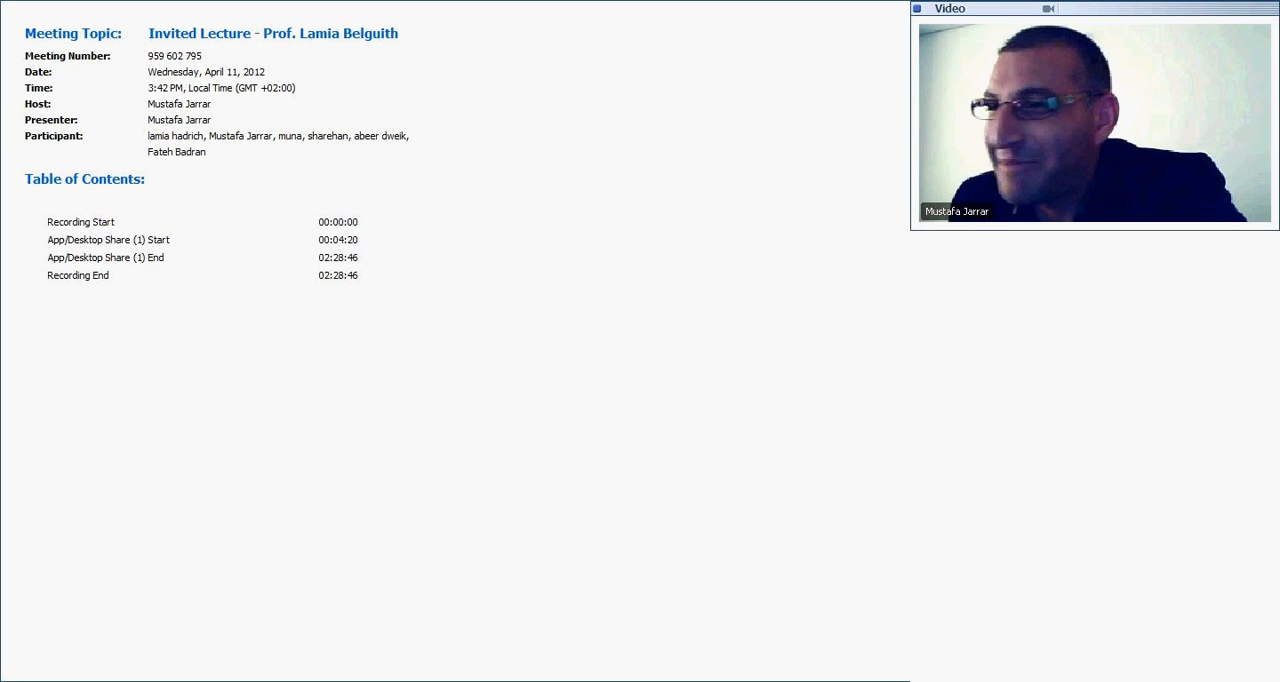 Meeting Topic: Invited Lecture - Prof. Lamia Belguith
Meeting Number: 959 602 795
Date: Wednesday, April 11, 2012
Time: 3:42 PM, Local Time (GMT +02:00)
Host: Mustafa Jarrar
Presenter: Mustafa Jarrar
Participant: lamia hadrich, Mustafa Jarrar, muna, sharehan, abeer dweik,
Fateh Badran
Table of Contents:
Recording Start 00:00:00
App/Desktop Share (1) Start 00:04:20
App/Desktop Share (1) End 02:28:46
Recording End 02:28:46
Video
Mustafa Jarrar